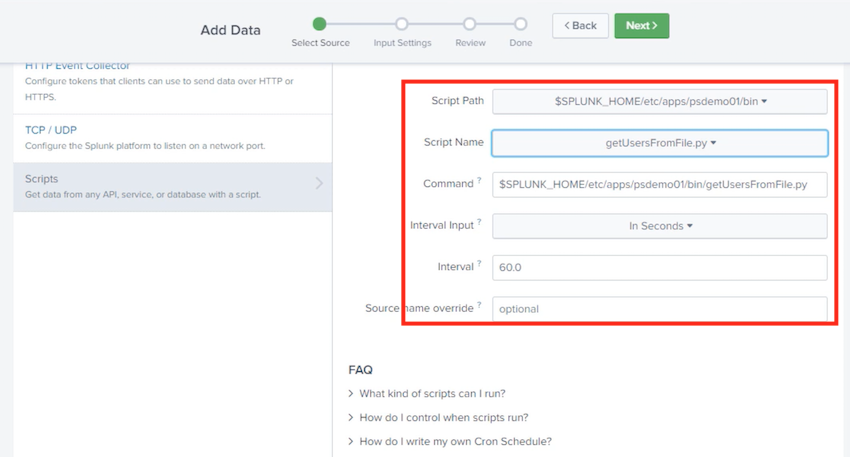 Add Data
Select Source
Input Settings
Review
Done
< Back
Next >
HTTP Event Collector
Configure tokens that clients can use to send data over HTTP or
HTTPS.
TCP / UDP
Configure the Splunk platform to listen on a network port.
Scripts
Get data from any API, service, or database with a script.
Script Path
$SPLUNK_HOME/etc/apps/psdemo01/bin
Script Name
getUsersFromFile.py
Command ?
$SPLUNK_HOME/etc/apps/psdemo01/bin/getUsersFromFile.py
Interval Input ?
In Seconds
Interval ?
60.0
Source name override ?
optional
FAQ
> What kind of scripts can I run?
> How do I control when scripts run?
> How do I write my own Cron Schedule?